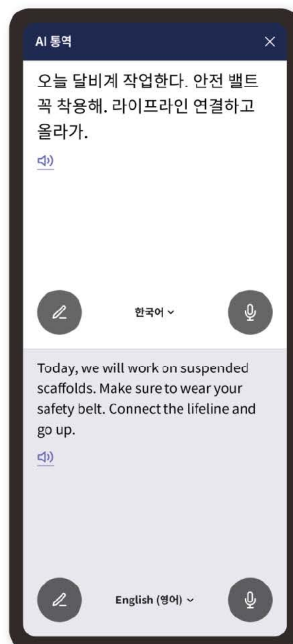 AI 통역
오늘 달비계 작업한다. 안전 밸트
꼭 착용해. 라이프라인 연결하고
올라가.
한국어
Today, we will work on suspended
scaffolds. Make sure to wear your
safety belt. Connect the lifeline and
go up.
English (영어)